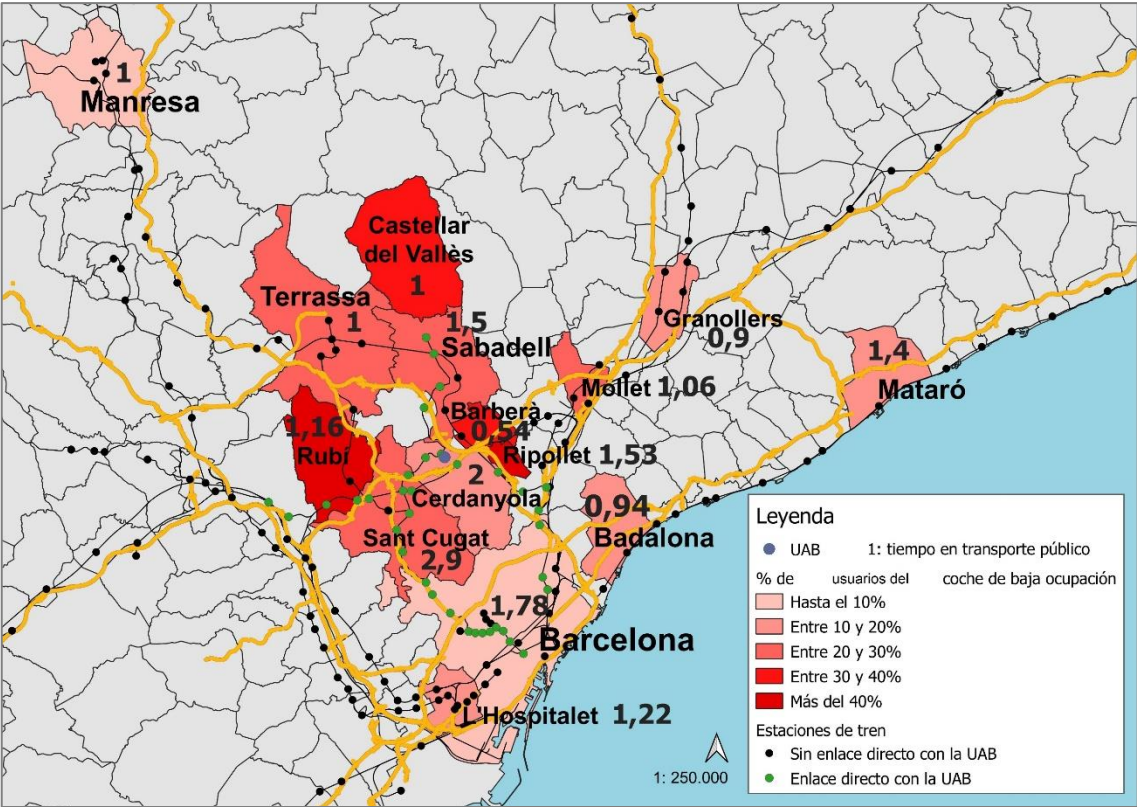 1
Manresa
Castellar
del Vallès
1
Terrassa
1
1,5
Sabadell
Granollers
0,9
1,4
Mataró
Mollet 1,06
Barberà
0,54
1,16
Rubí
Ripollet 1,53
2
Cerdanyola
0,94
Badalona
Sant Cugat
2,9
1,78
Barcelona
L'Hospitalet 1,22
1: 250.000
Leyenda
UAB 1: tiempo en transporte público
% de usuarios del coche de baja ocupación
Hasta el 10%
Entre 10 y 20%
Entre 20 y 30%
Entre 30 y 40%
Más del 40%
Estaciones de tren
Sin enlace directo con la UAB
Enlace directo con la UAB